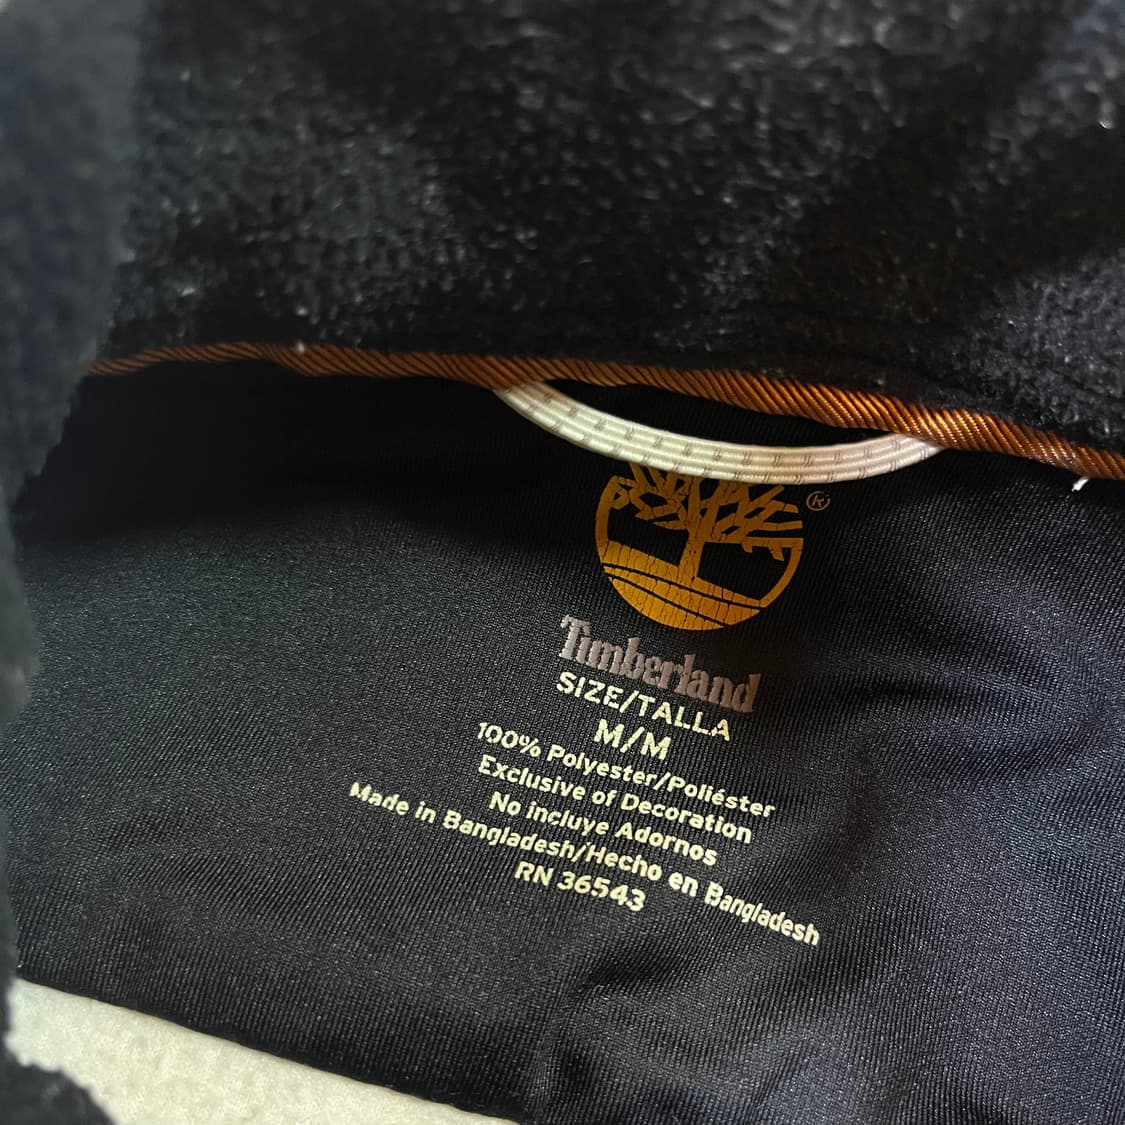 ®
Timberland
SIZE/TALLA
M/M
100% Polyester/Poliéster
Exclusive of Decoration
No incluye Adornos
Made in Bangladesh/Hecho en Bangladesh
RN 36543